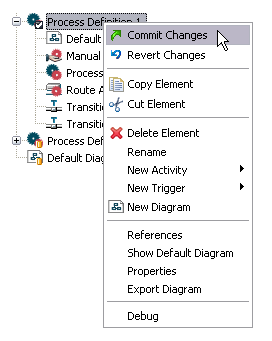 Process Definition 1
Default
Manual
Process
Route A
Transiti
Transiti
Process Defi
Default Diag
Commit Changes
Revert Changes
Copy Element
Cut Element
Delete Element
Rename
New Activity
New Trigger
New Diagram
References
Show Default Diagram
Properties
Export Diagram
Debug